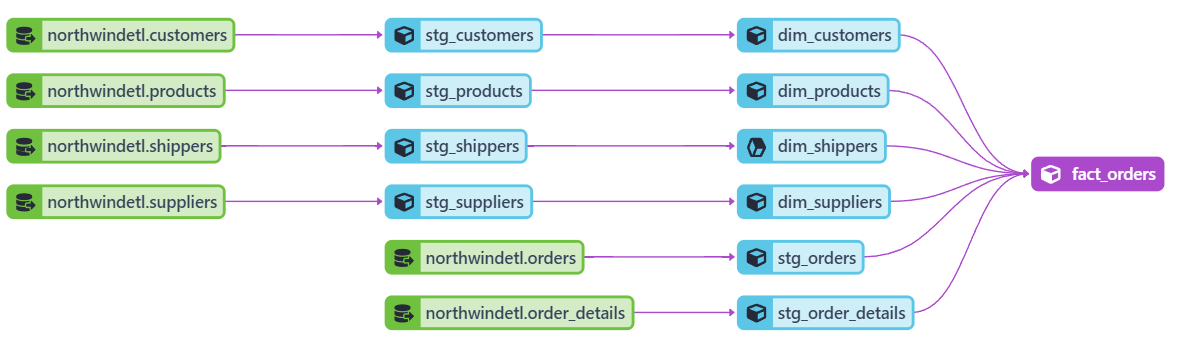 northwindetl.customers
stg_customers
dim_customers
northwindetl.products
stg_products
dim_products
northwindetl.shippers
stg_shippers
dim_shippers
fact_orders
northwindetl.suppliers
stg_suppliers
dim_suppliers
northwindetl.orders
stg_orders
northwindetl.order_details
stg_order_details